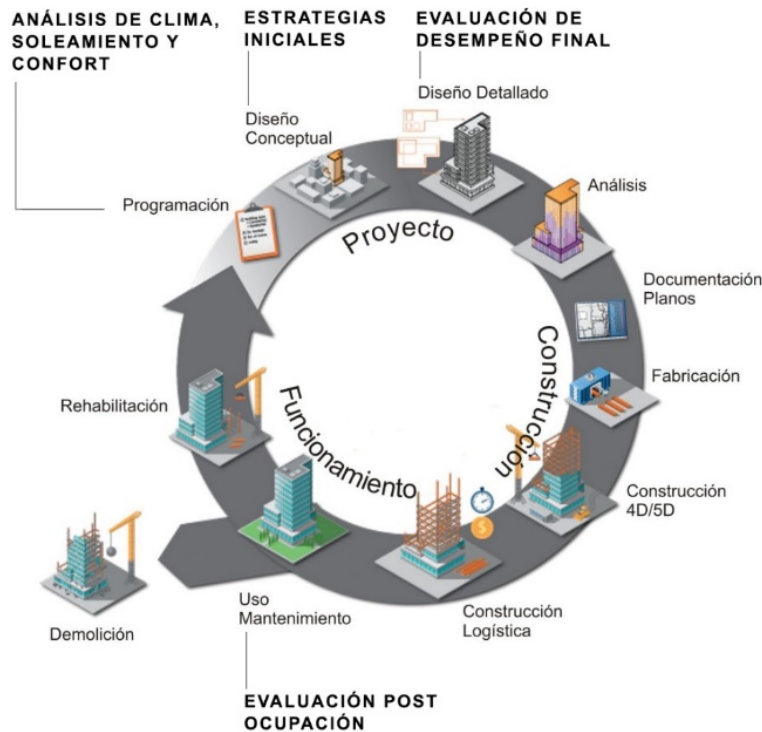 ANÁLISIS DE CLIMA,
SOLEAMIENTO Y
CONFORT
ESTRATEGIAS
INICIALES
EVALUACIÓN DE
DESEMPEÑO FINAL
Diseño
Conceptual
Diseño Detallado
Programación
Análisis
Proyecto
Documentación
Planos
Construcción
Fabricación
Rehabilitación
Funcionamiento
Construcción
4D/5D
$
Uso
Mantenimiento
Construcción
Logística
Demolición
EVALUACIÓN POST
OCUPACIÓN